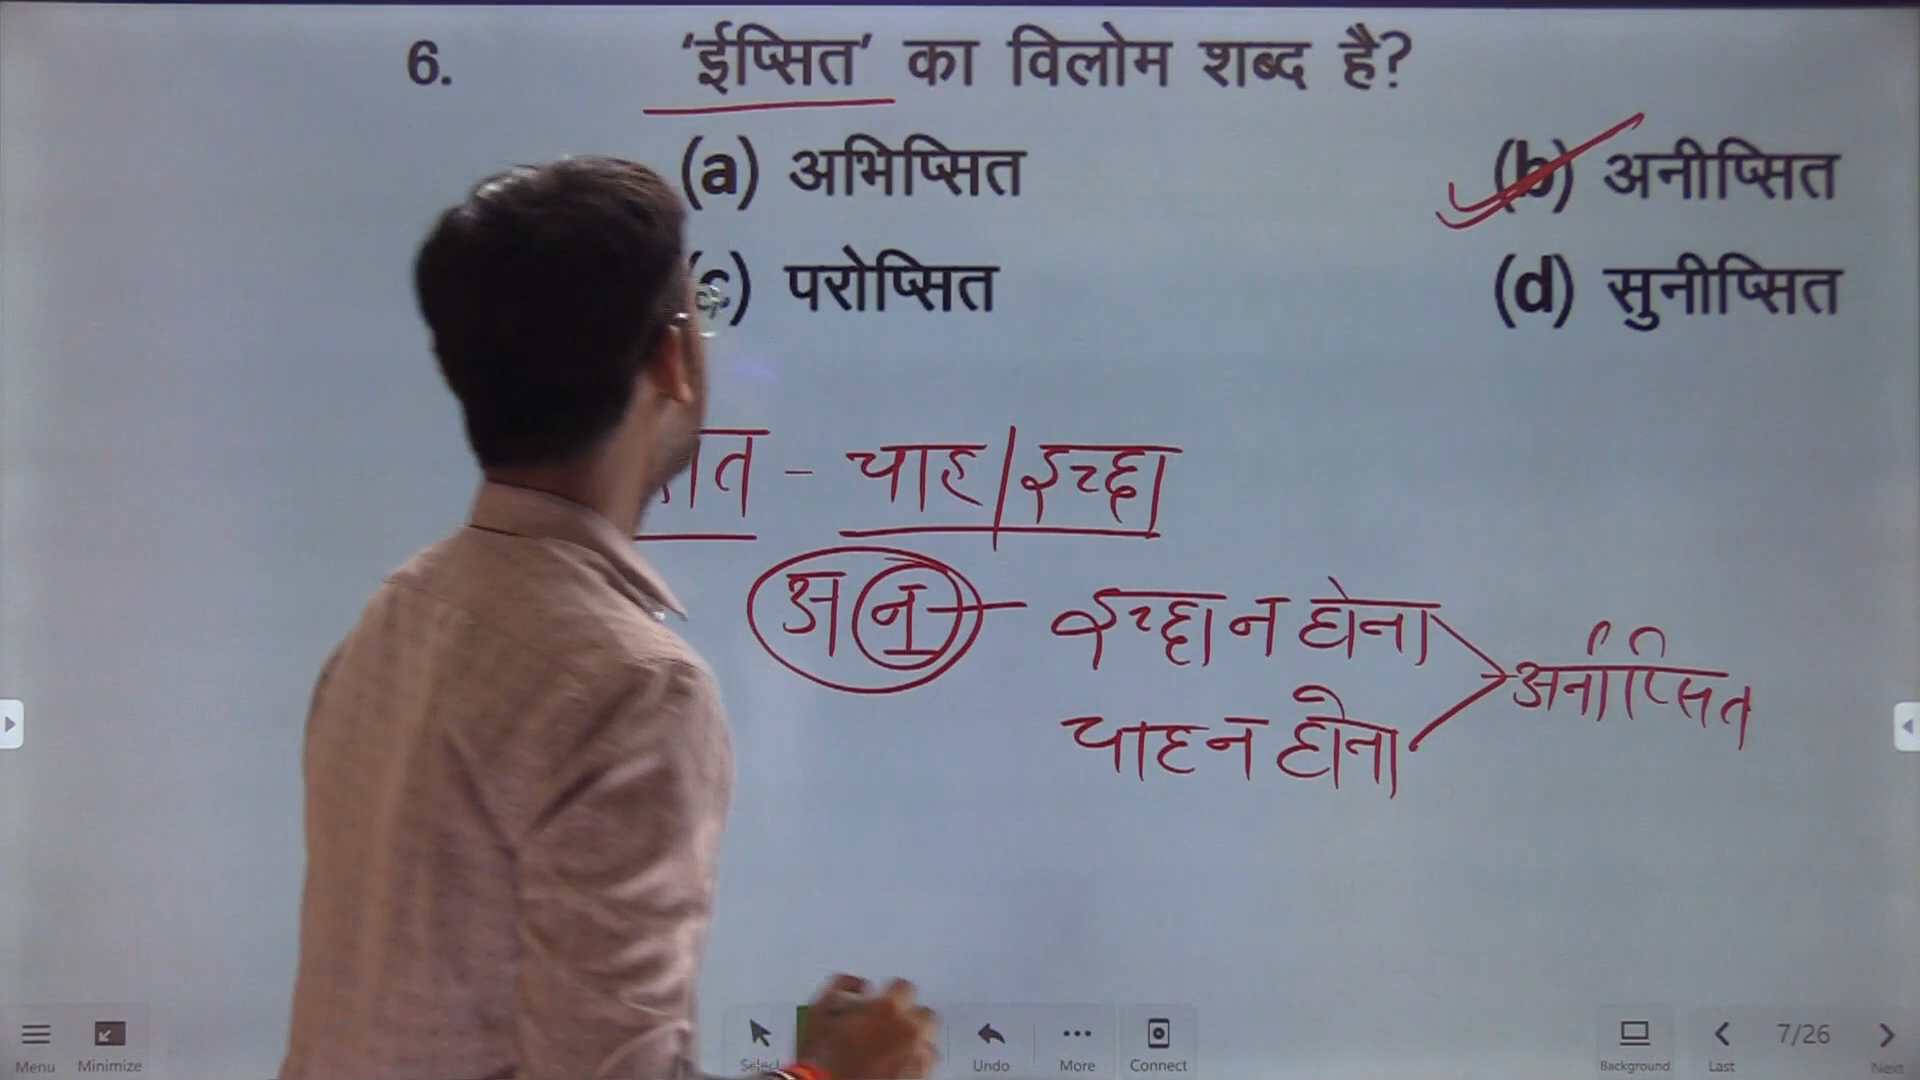 6. 'ईप्सित' का विलोम शब्द है?
(a) अभिप्सित (b) अनीप्सित
(c) परोप्सित (d) सुनीप्सित
- चाह/इच्छा
अन - इच्छा न होना
अनीप्सित
चाह न होना
Menu Minimize Select Undo More Connect Background Last 7/26 Next